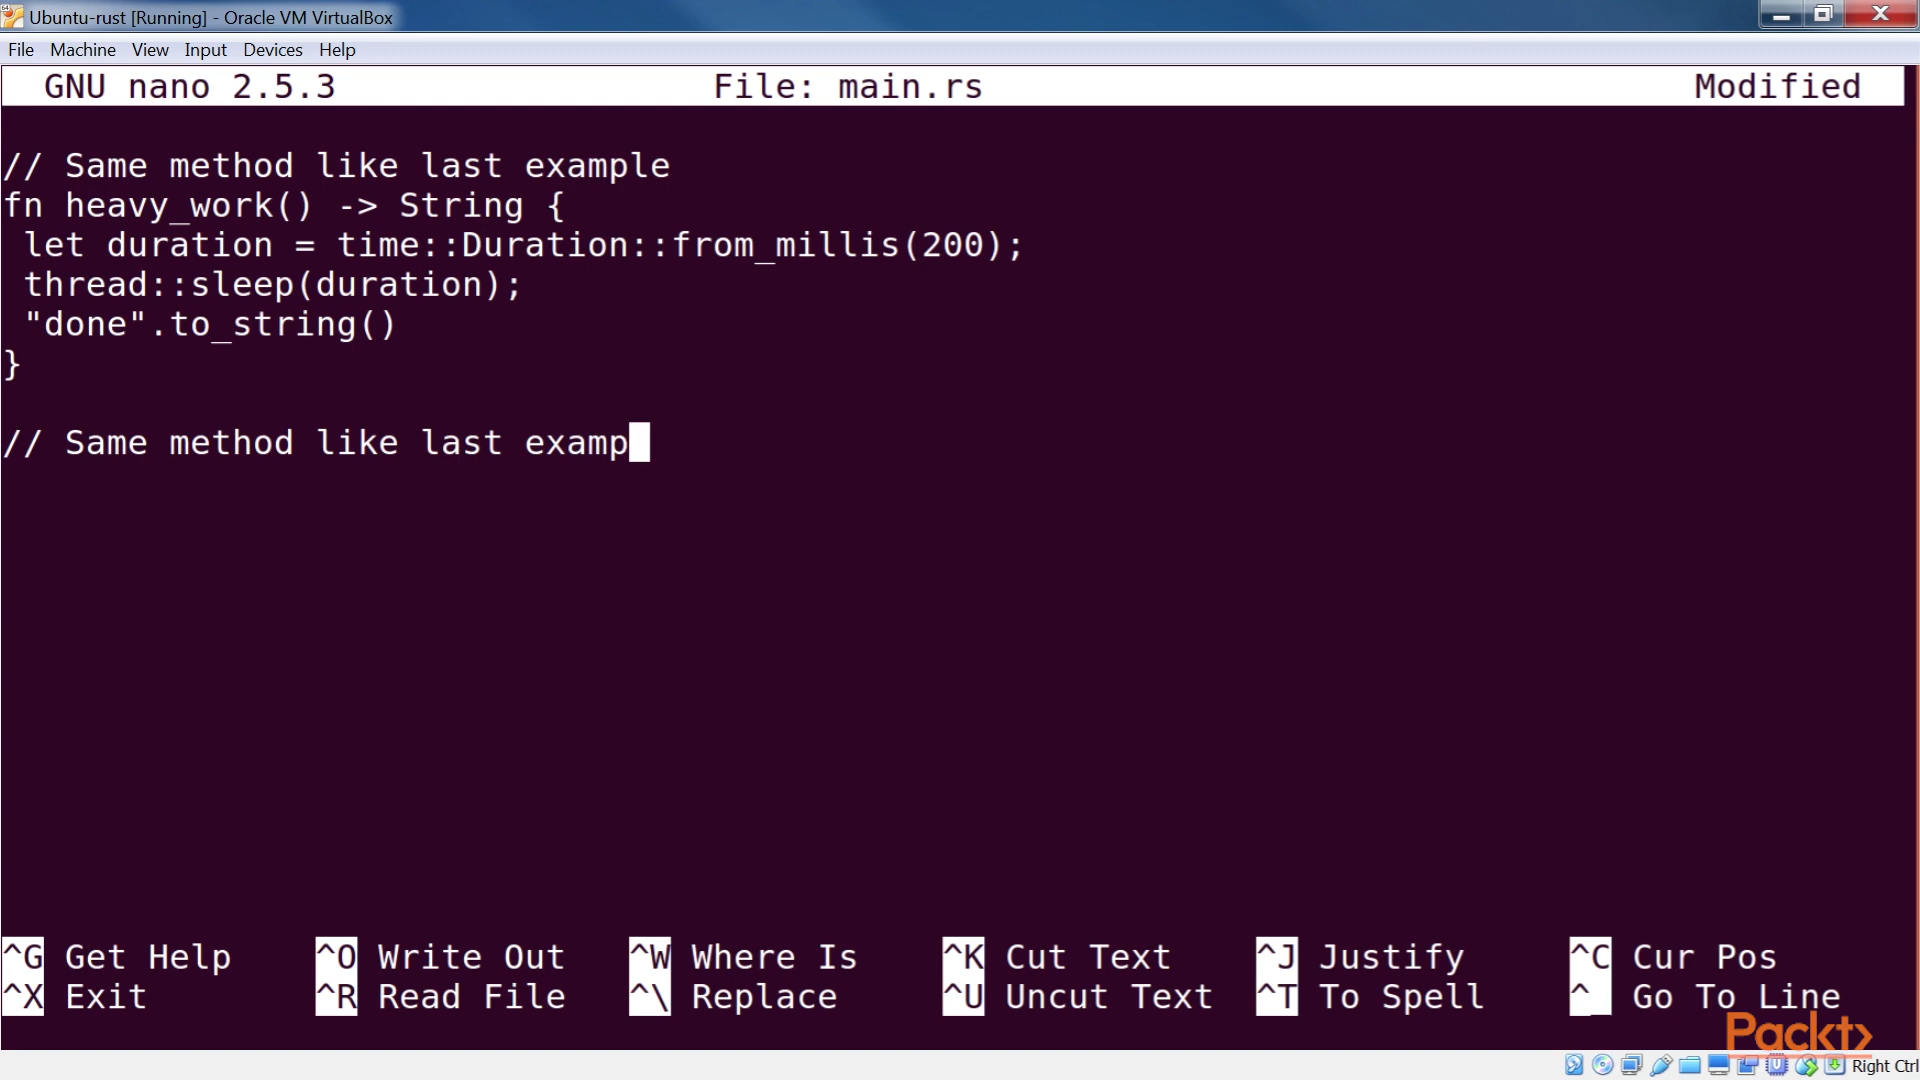 Ubuntu-rust [Running] - Oracle VM VirtualBox
File Machine View Input Devices Help
GNU nano 2.5.3 File: main.rs Modified
// Same method like last example
fn heavy_work() -> String {
 let duration = time::Duration::from_millis(200);
 thread::sleep(duration);
 "done".to_string()
}
// Same method like last examp
^G Get Help ^O Write Out ^W Where Is ^K Cut Text ^J Justify ^C Cur Pos
^X Exit ^R Read File ^\ Replace ^U Uncut Text ^T To Spell ^_ Go To Line
Packt>
Right Ctrl